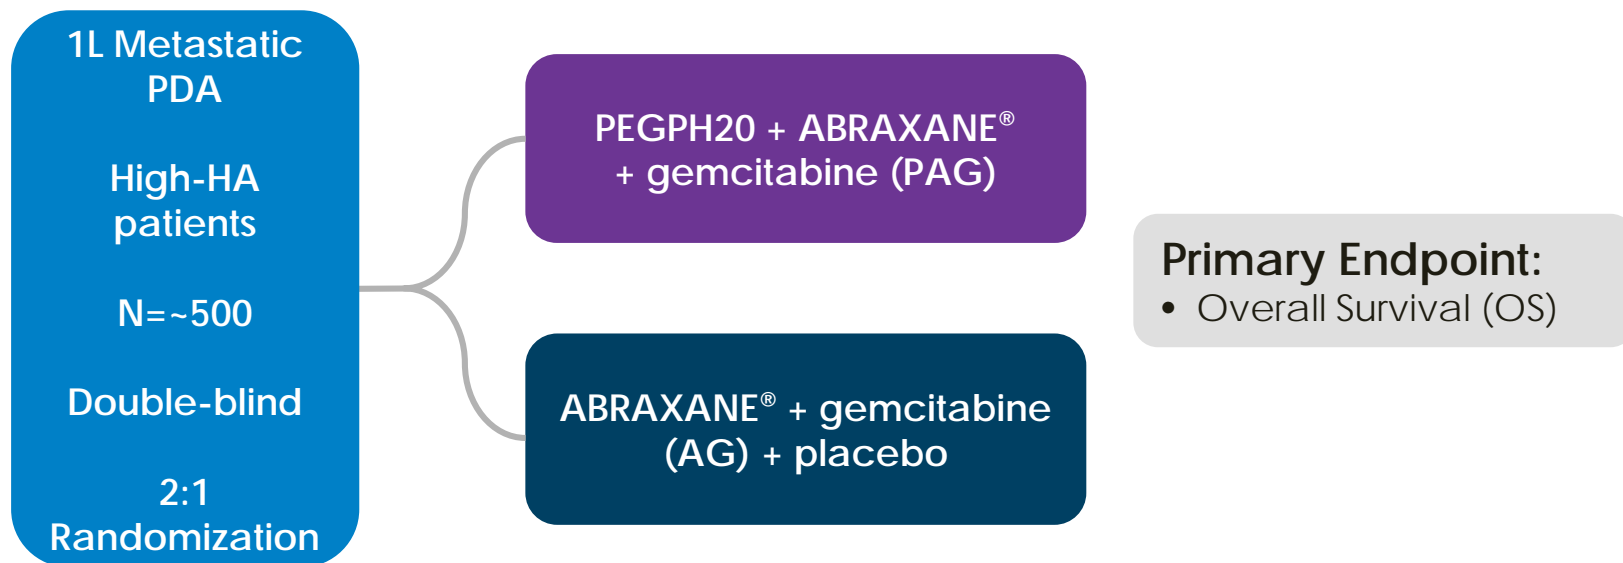 1L Metastatic
PDA
High-HA
patients
N=~500
Double-blind
2:1
Randomization
PEGPH20 + ABRAXANE®
+ gemcitabine (PAG)
ABRAXANE® + gemcitabine
(AG) + placebo
Primary Endpoint:
• Overall Survival (OS)